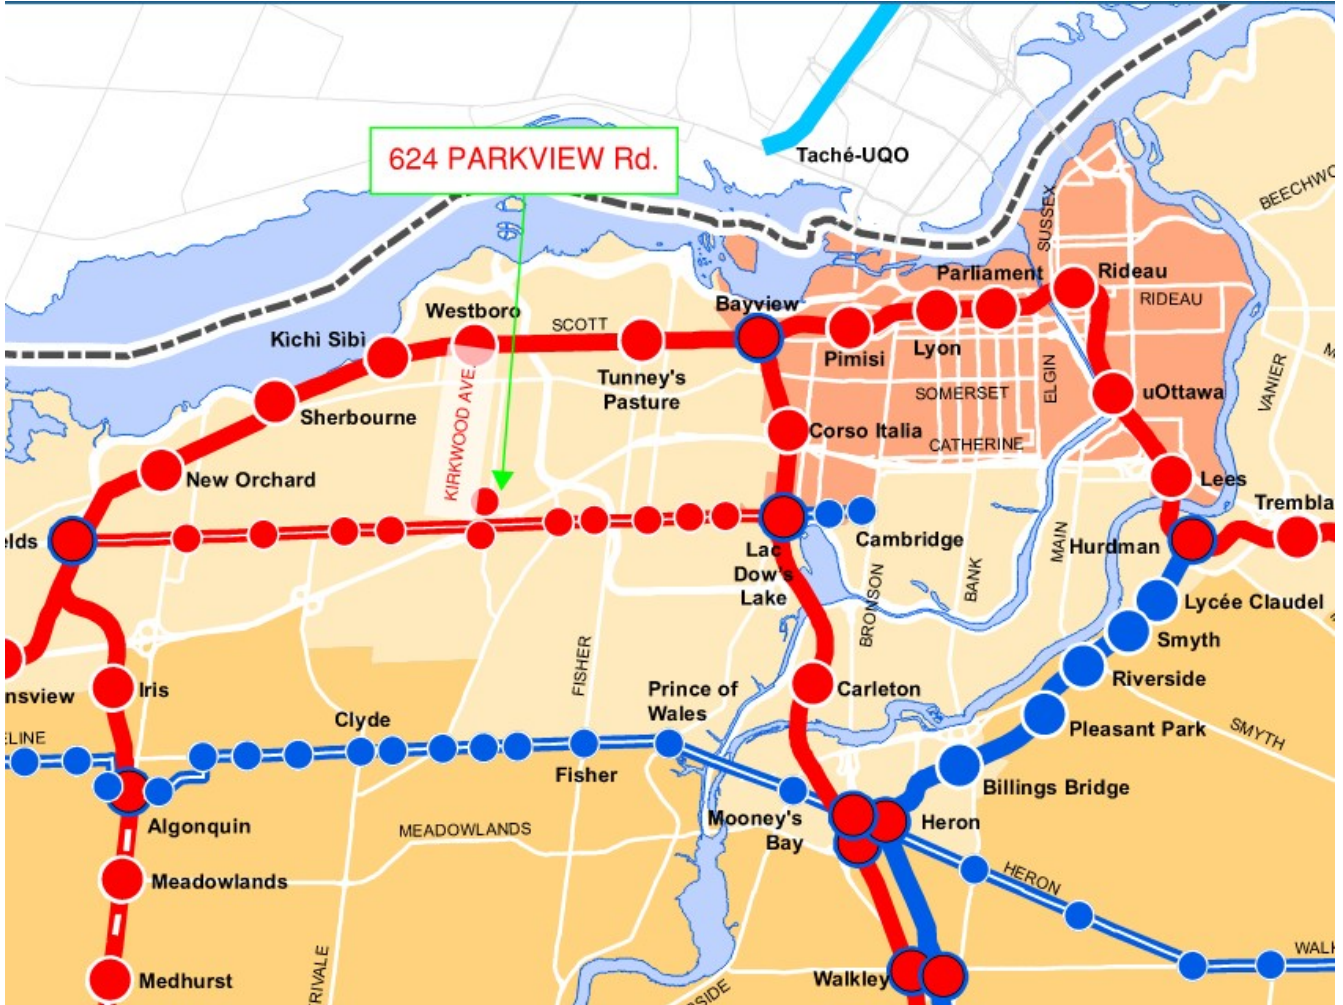 Taché-UQO
624 PARKVIEW Rd.
BEECHWO
SUSSEX
Parliament
Rideau
RIDEAU
Bayview
Westboro
SCOTT
Kìchì Sìbì
Pimisi
Lyon
VANIER
Tunney's
Pasture
SOMERSET
ELGIN
uOttawa
Sherbourne
KIRKWOOD AVE.
Corso Italia
CATHERINE
New Orchard
Lees
Trembla
elds
Cambridge
Hurdman
MAIN
Lac
Dow's
Lake
BANK
BRONSON
Lycée Claudel
Smyth
Riverside
FISHER
nsview
Iris
Prince of
Wales
Carleton
Clyde
Pleasant Park
SMYTH
ELINE
Fisher
Billings Bridge
Algonquin
MEADOWLANDS
Mooney's
Bay
Heron
Meadowlands
HERON
WALK
Medhurst
RIVALE
Walkley
SIDE